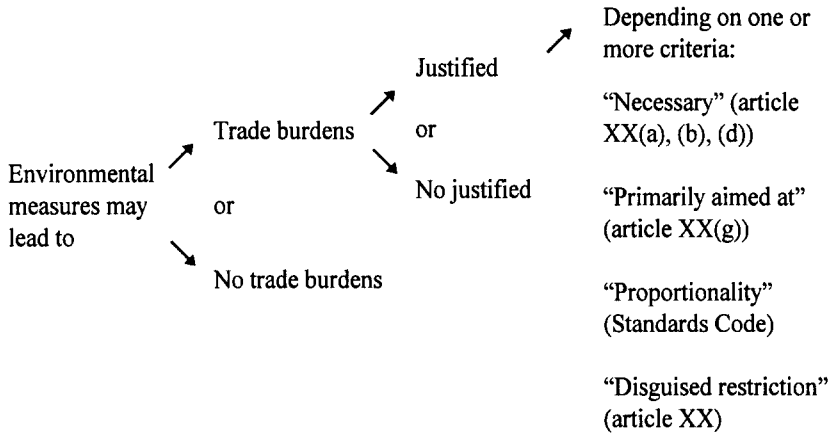 Environmental
measures may
lead to
Trade burdens
or
No trade burdens
Justified
or
No justified
Depending on one or
more criteria:
“Necessary” (article
XX(a), (b), (d))
“Primarily aimed at”
(article XX(g))
“Proportionality”
(Standards Code)
“Disguised restriction”
(article XX)